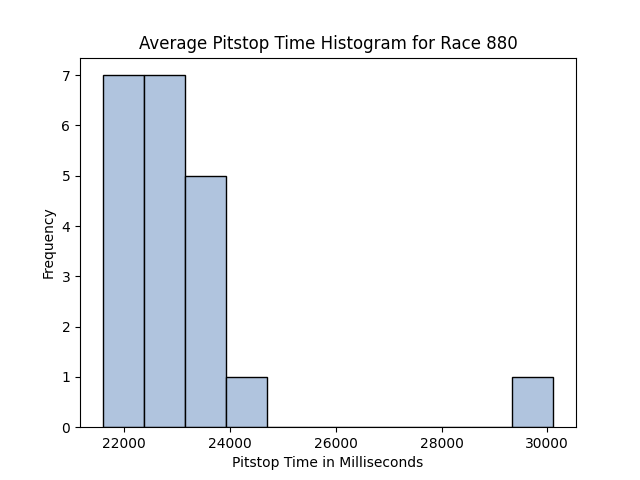 Average Pitstop Time Histogram for Race 880
7
6
5
4
3
2
1
0
Frequency
22000 24000 26000 28000 30000
Pitstop Time in Milliseconds